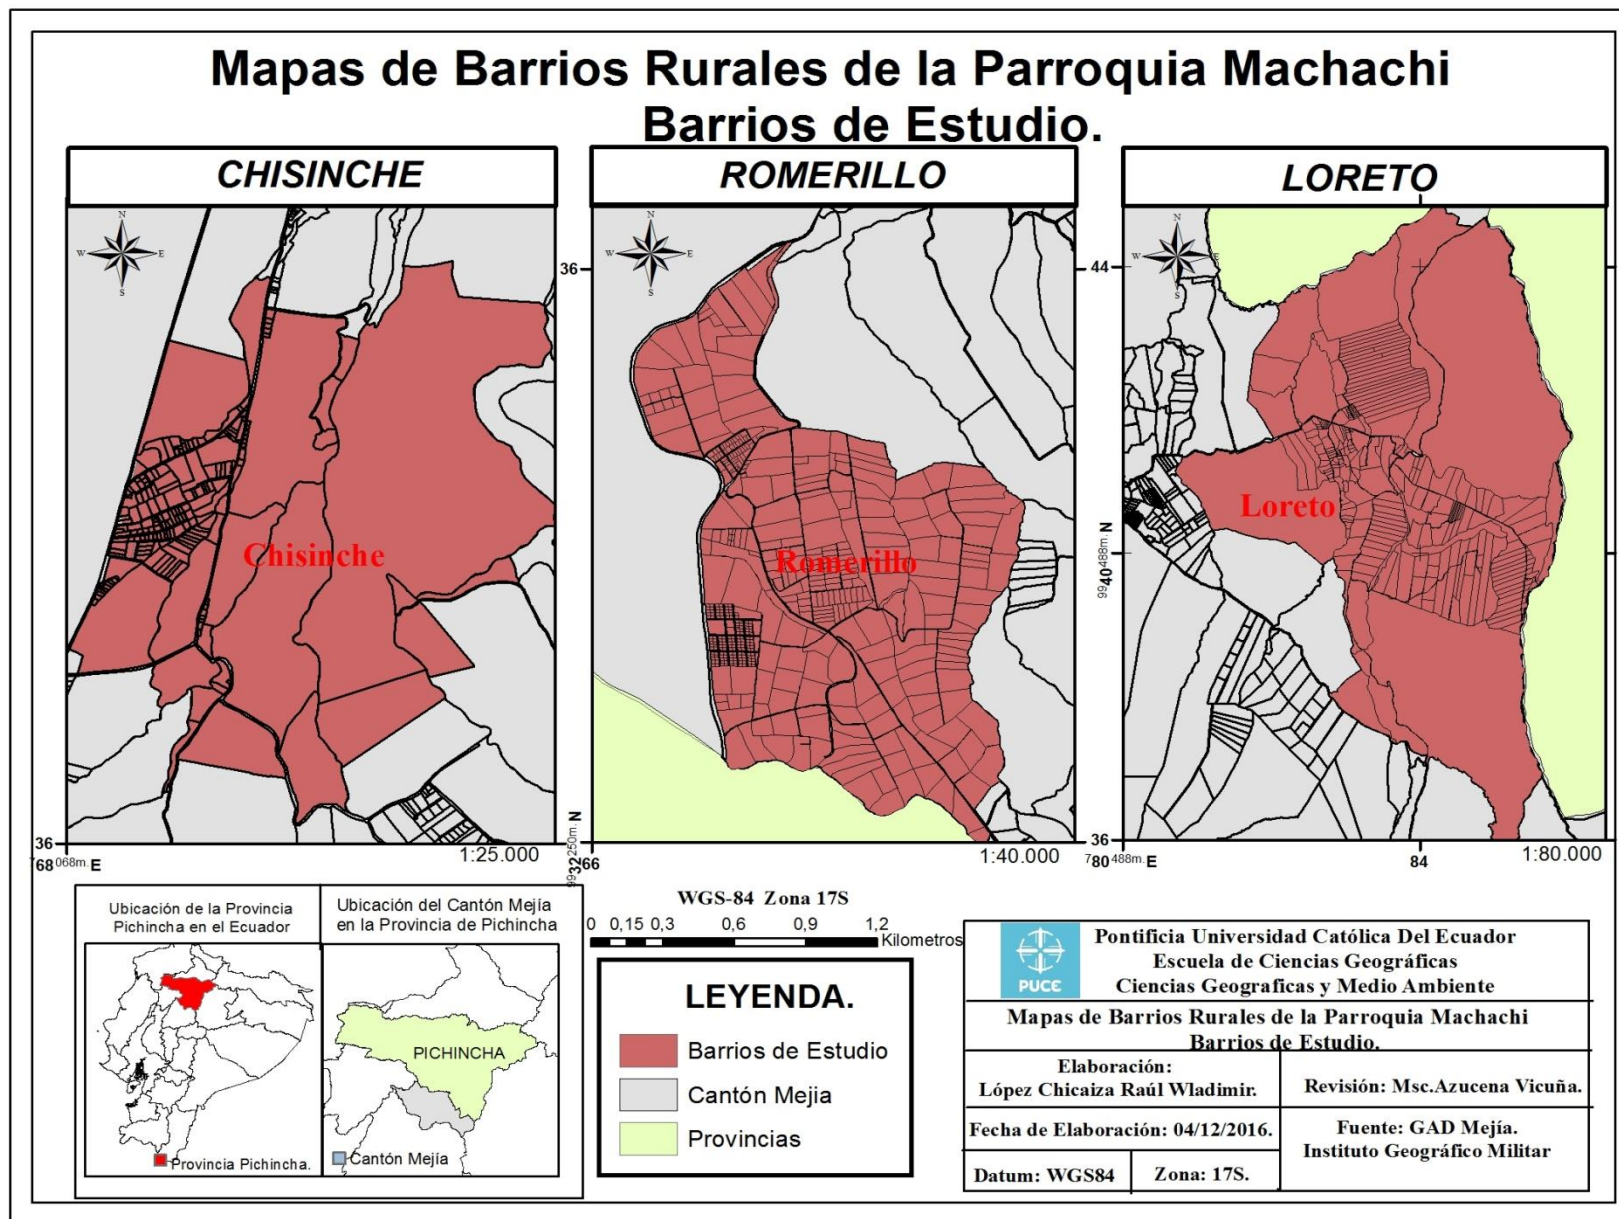 Mapas de Barrios Rurales de la Parroquia Machachi
Barrios de Estudio.
CHISINCHE
ROMERILLO
LORETO
N
W
E
S
Chisinche
36
768068m. E
1:25.000
N
W
E
S
36
Romerillo
9932250m. N
766
1:40.000
N
W
E
S
44
Loreto
9940488m. N
36
780488m. E
84
1:80.000
Ubicación de la Provincia
Pichincha en el Ecuador
Provincia Pichincha.
Ubicación del Cantón Mejía
en la Provincia de Pichincha
PICHINCHA
Cantón Mejía
WGS-84 Zona 17S
0 0,15 0,3 0,6 0,9 1,2
Kilometros
LEYENDA.
Barrios de Estudio
Cantón Mejia
Provincias
PUCE
Pontificia Universidad Católica Del Ecuador
Escuela de Ciencias Geográficas
Ciencias Geograficas y Medio Ambiente
Mapas de Barrios Rurales de la Parroquia Machachi
Barrios de Estudio.
Elaboración:
López Chicaiza Raúl Wladimir.
Revisión: Msc.Azucena Vicuña.
Fecha de Elaboración: 04/12/2016.
Fuente: GAD Mejía.
Instituto Geográfico Militar
Datum: WGS84
Zona: 17S.